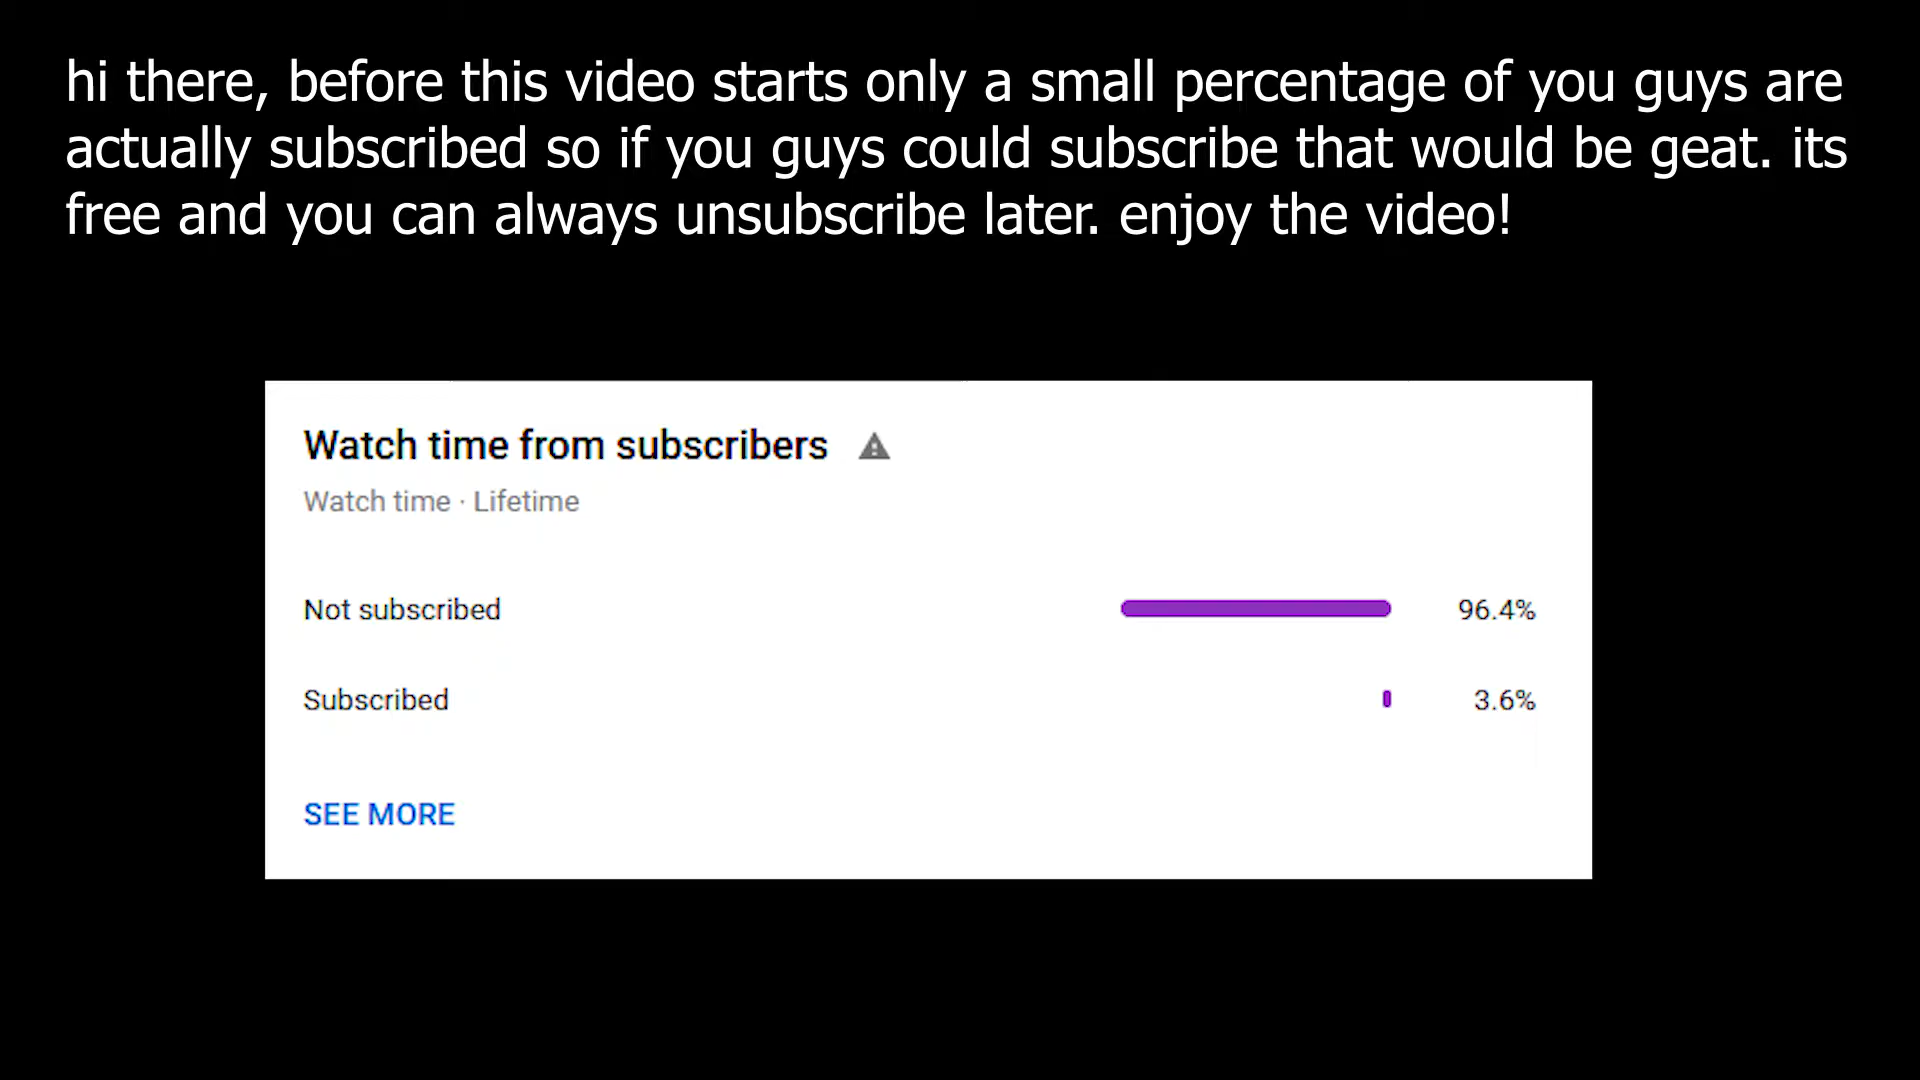 hi there, before this video starts only a small percentage of you guys are
actually subscribed so if you guys could subscribe that would be geat. its
free and you can always unsubscribe later. enjoy the video!
Watch time from subscribers
Watch time · Lifetime
Not subscribed 96.4%
Subscribed 3.6%
SEE MORE